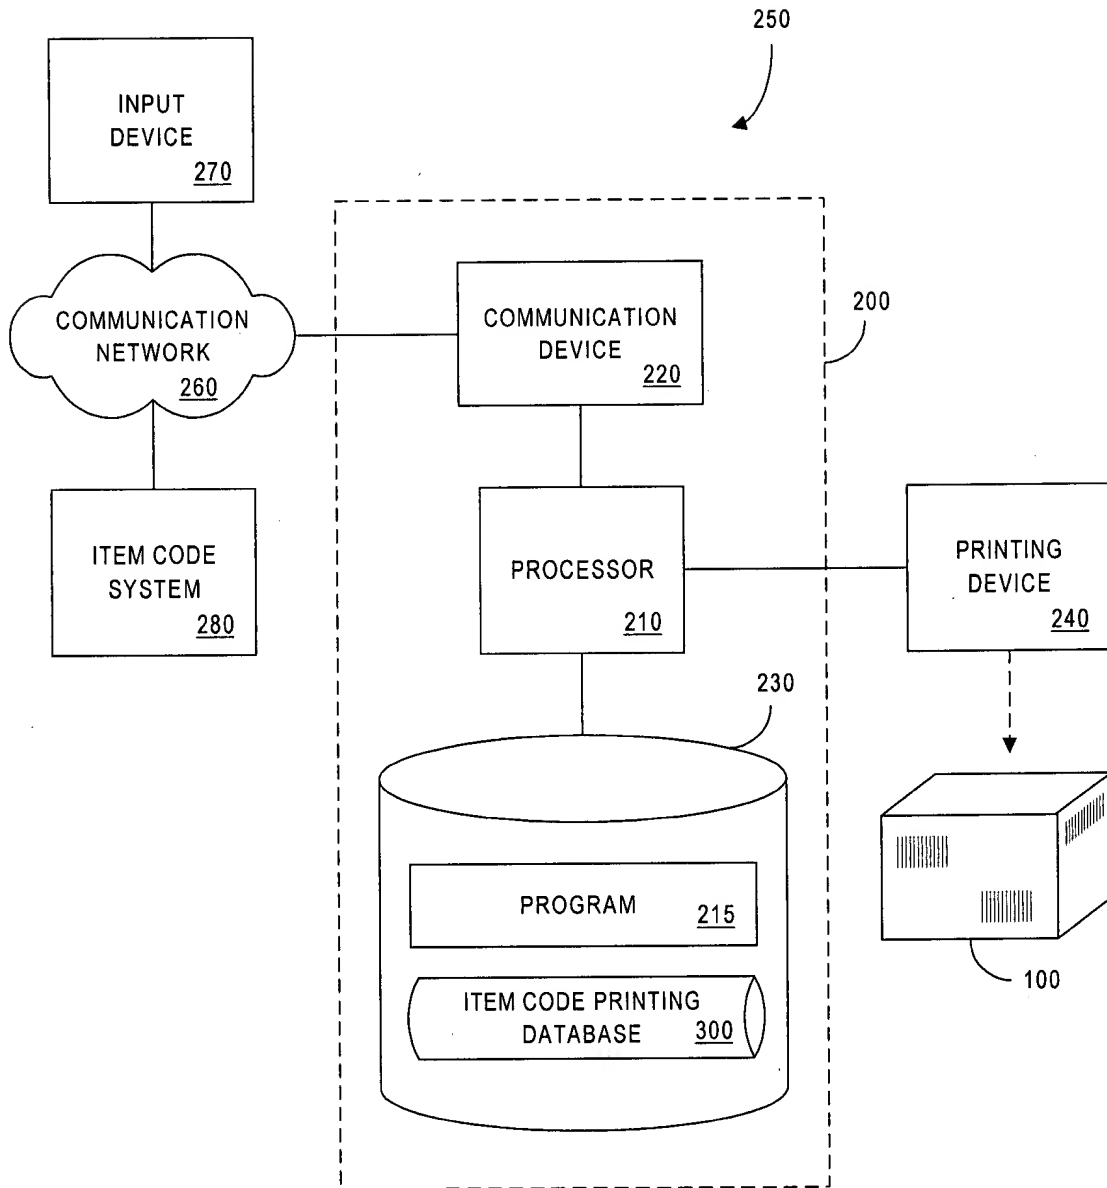 250
INPUT
DEVICE
270
COMMUNICATION
NETWORK
260
COMMUNICATION
DEVICE
220
200
ITEM CODE
SYSTEM
280
PROCESSOR
210
PRINTING
DEVICE
240
230
PROGRAM
215
ITEM CODE PRINTING
DATABASE
300
100